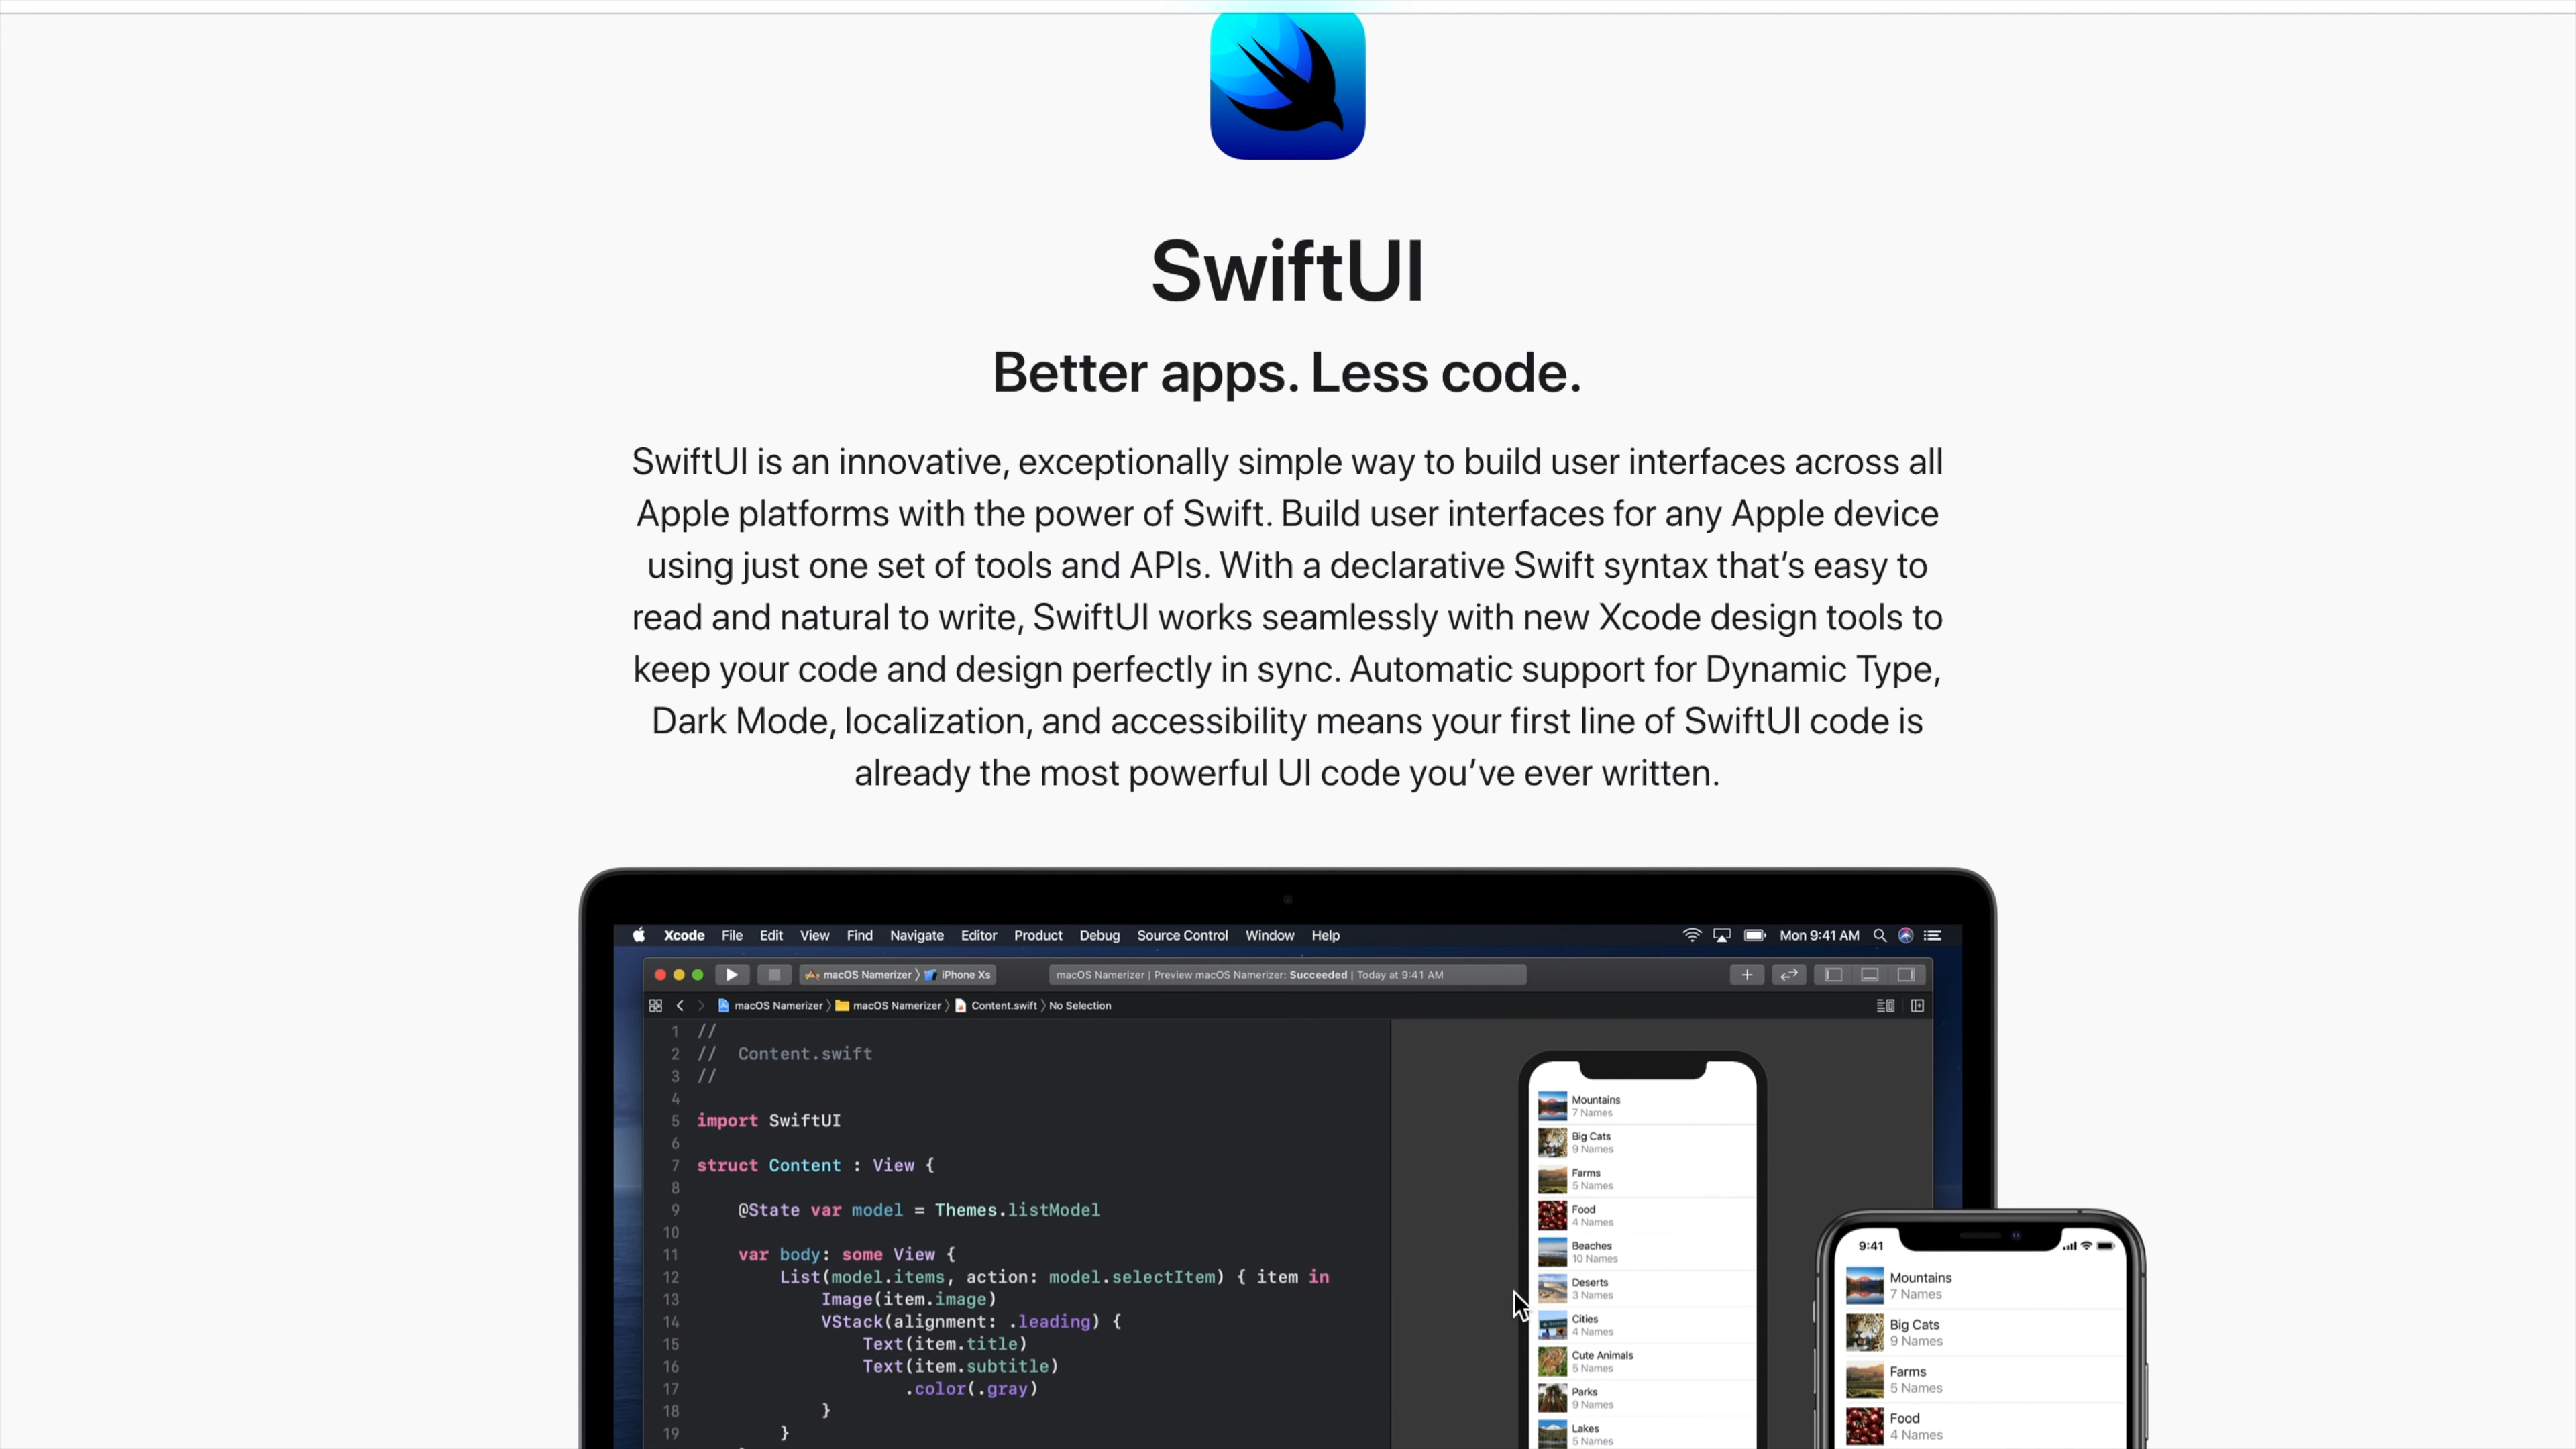 SwiftUI
Better apps. Less code.
SwiftUI is an innovative, exceptionally simple way to build user interfaces across all
Apple platforms with the power of Swift. Build user interfaces for any Apple device
using just one set of tools and APIs. With a declarative Swift syntax that’s easy to
read and natural to write, SwiftUI works seamlessly with new Xcode design tools to
keep your code and design perfectly in sync. Automatic support for Dynamic Type,
Dark Mode, localization, and accessibility means your first line of SwiftUI code is
already the most powerful UI code you’ve ever written.
Xcode File Edit View Find Navigate Editor Product Debug Source Control Window Help Mon 9:41 AM
macOS Namerizer 〉 iPhone Xs macOS Namerizer | Preview macOS Namerizer: Succeeded | Today at 9:41 AM
macOS Namerizer 〉 macOS Namerizer 〉 Content.swift 〉 No Selection
1 //
2 // Content.swift
3 //
4
5 import SwiftUI
6
7 struct Content : View {
8
9 @State var model = Themes.listModel
10
11 var body: some View {
12 List(model.items, action: model.selectItem) { item in
13 Image(item.image)
14 VStack(alignment: .leading) {
15 Text(item.title)
16 Text(item.subtitle)
17 .color(.gray)
18 }
19 }
Mountains
7 Names
Big Cats
9 Names
Farms
5 Names
Food
4 Names
Beaches
10 Names
Deserts
3 Names
Cities
4 Names
Cute Animals
5 Names
Parks
9 Names
Lakes
5 Names
9:41
Mountains
7 Names
Big Cats
9 Names
Farms
5 Names
Food
4 Names